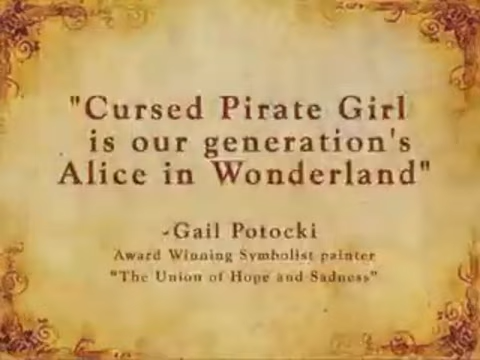 "Cursed Pirate Girl
is our generation's
Alice in Wonderland"
-Gail Potocki
Award Winning Symbolist painter
"The Union of Hope and Sadness"